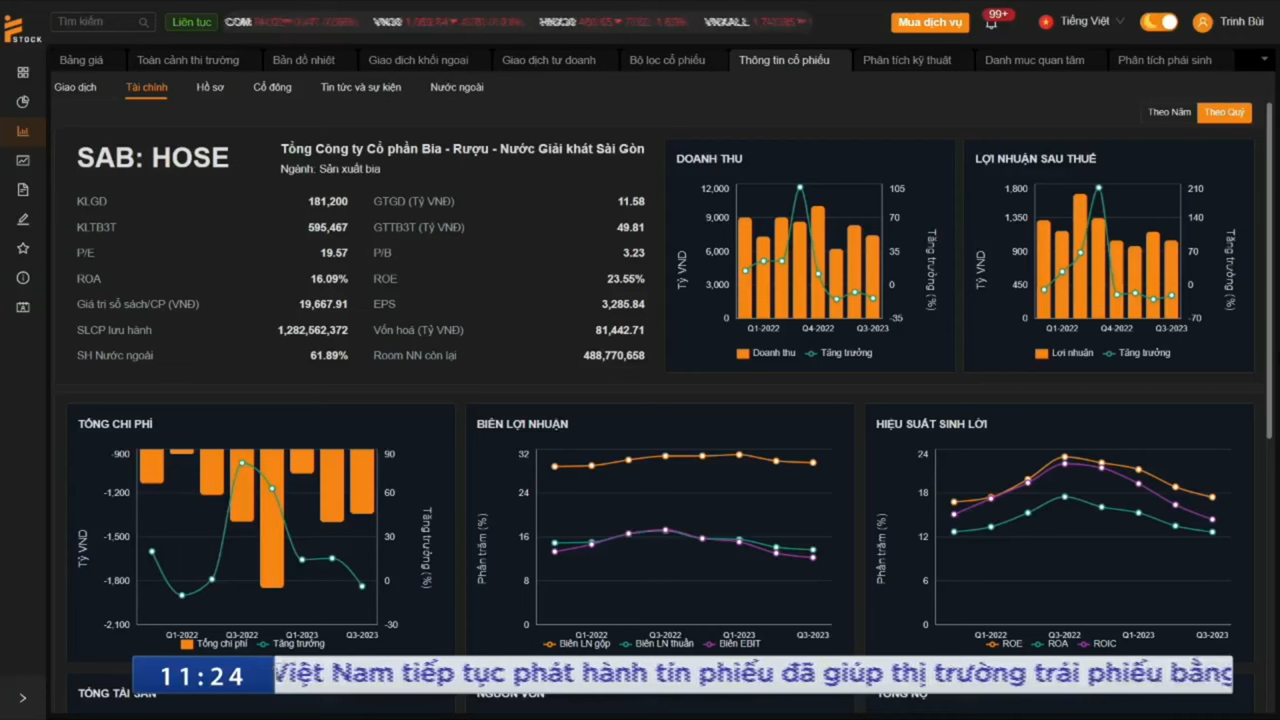 STOCK
Tìm kiếm
Liên tục
Mua dịch vụ
99+
Tiếng Việt
Trinh Bùi
Bảng giá
Toàn cảnh thị trường
Bản đồ nhiệt
Giao dịch khối ngoại
Giao dịch tự doanh
Bộ lọc cổ phiếu
Thông tin cổ phiếu
Phân tích kỹ thuật
Danh mục quan tâm
Phân tích phái sinh
Giao dịch
Tài chính
Hồ sơ
Cổ đông
Tin tức và sự kiện
Nước ngoài
Theo Năm
Theo Quý
SAB: HOSE
Tổng Công ty Cổ phần Bia - Rượu - Nước Giải khát Sài Gòn
Ngành: Sản xuất bia
KLGD 181,200 GTGD (Tỷ VNĐ) 11.58
KLTB3T 595,467 GTTB3T (Tỷ VNĐ) 49.81
P/E 19.57 P/B 3.23
ROA 16.09% ROE 23.55%
Giá trị sổ sách/CP (VNĐ) 19,667.91 EPS 3,285.84
SLCP lưu hành 1,282,562,372 Vốn hoá (Tỷ VNĐ) 81,442.71
SH Nước ngoài 61.89% Room NN còn lại 488,770,658
DOANH THU
12,000 105
9,000 70
6,000 35
3,000 0
0 -35
Tỷ VND
Tăng trưởng (%)
Q1-2022 Q4-2022 Q3-2023
Doanh thu Tăng trưởng
LỢI NHUẬN SAU THUẾ
1,800 210
1,350 140
900 70
450 0
0 -70
Tỷ VND
Tăng trưởng (%)
Q1-2022 Q4-2022 Q3-2023
Lợi nhuận Tăng trưởng
TỔNG CHI PHÍ
-900 90
-1,200 60
-1,500 30
-1,800 0
-2,100 -30
Tỷ VND
Tăng trưởng (%)
Q1-2022 Q3-2022 Q1-2023 Q3-2023
Tổng chi phí Tăng trưởng
BIÊN LỢI NHUẬN
32
24
16
8
0
Phần trăm (%)
Q1-2022 Q3-2022 Q1-2023 Q3-2023
Biên LN gộp Biên LN thuần Biên EBIT
HIỆU SUẤT SINH LỜI
24
18
12
6
0
Phần trăm (%)
Q1-2022 Q3-2022 Q1-2023 Q3-2023
ROE ROA ROIC
11:24
Việt Nam tiếp tục phát hành tín phiếu đã giúp thị trường trái phiếu bằng
TỔNG TÀI SẢN
NGUỒN VỐN
TỔNG NỢ